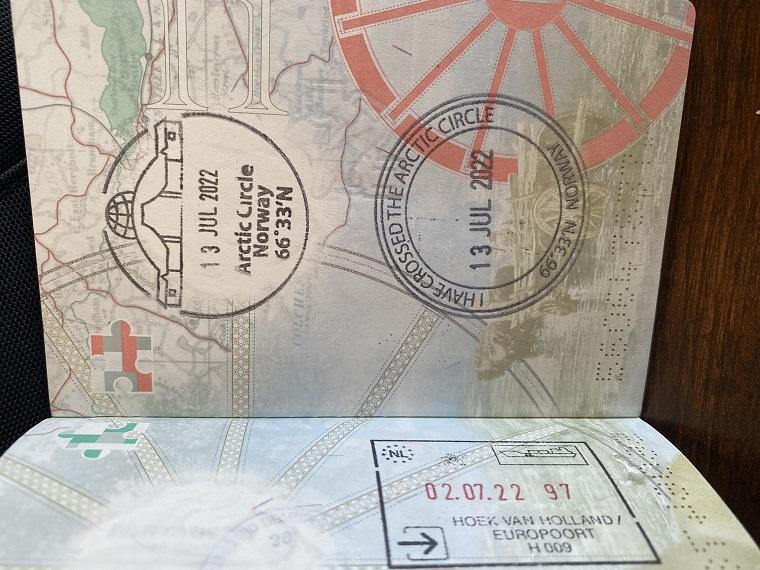 13 JUL 2022
Arctic Circle
Norway
66°33'N
I HAVE CROSSED THE ARCTIC CIRCLE
13 JUL 2022
66°33'N NORWAY
NL
02.07.22 97
HOEK VAN HOLLAND/
EUROPOORT
H 009